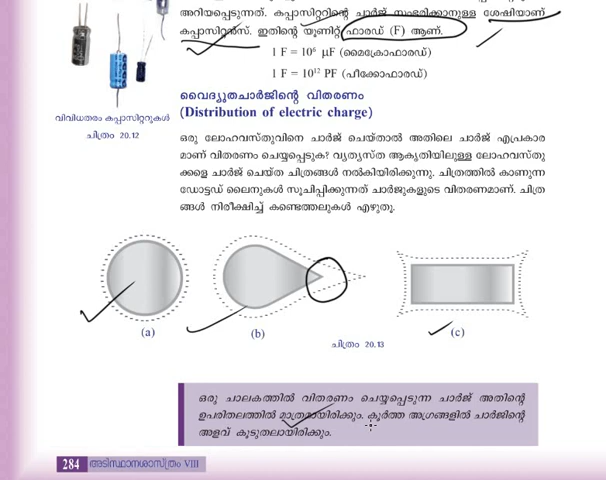 അറിയപ്പെടുന്നത്. കപ്പാസിറ്ററിന്റെ ചാർജ് സംഭരിക്കാനുള്ള ശേഷിയാണ്
കപ്പാസിറ്റൻസ്. ഇതിന്റെ യൂണിറ്റ് ഫാരഡ് (F) ആണ്.
1 F = 10⁶ μF (മൈക്രോഫാരഡ്)
1 F = 10¹² PF (പീക്കോഫാരഡ്)
വിവിധതരം കപ്പാസിറ്ററുകൾ
ചിത്രം 20.12
വൈദ്യുതചാർജിന്റെ വിതരണം
(Distribution of electric charge)
ഒരു ലോഹവസ്തുവിനെ ചാർജ് ചെയ്താൽ അതിലെ ചാർജ് എപ്രകാര
മാണ് വിതരണം ചെയ്യപ്പെടുക? വ്യത്യസ്ത ആകൃതിയിലുള്ള ലോഹവസ്തു
ക്കളെ ചാർജ് ചെയ്ത ചിത്രങ്ങൾ നൽകിയിരിക്കുന്നു. ചിത്രത്തിൽ കാണുന്ന
ഡോട്ടഡ് ലൈനുകൾ സൂചിപ്പിക്കുന്നത് ചാർജുകളുടെ വിതരണമാണ്. ചിത്ര
ങ്ങൾ നിരീക്ഷിച്ച് കണ്ടെത്തലുകൾ എഴുതൂ.
(a) (b) (c)
ചിത്രം 20.13
ഒരു ചാലകത്തിൽ വിതരണം ചെയ്യപ്പെടുന്ന ചാർജ് അതിന്റെ
ഉപരിതലത്തിൽ മാത്രമായിരിക്കും. കൂർത്ത അഗ്രങ്ങളിൽ ചാർജിന്റെ
അളവ് കൂടുതലായിരിക്കും.
284 അടിസ്ഥാനശാസ്ത്രം VIII